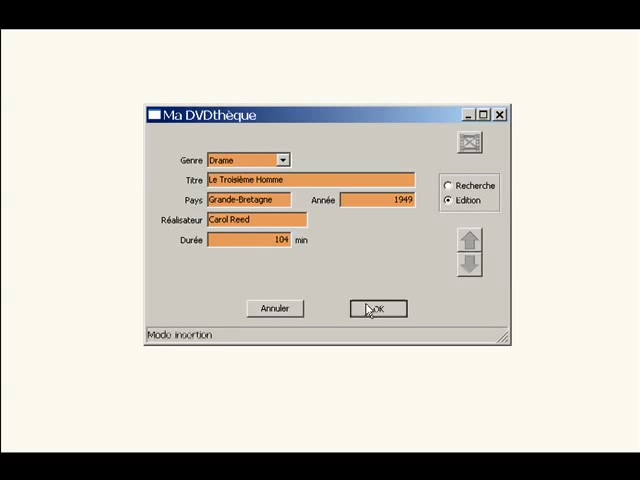 Ma DVDthèque
Genre Drame
Titre Le Troisième Homme
Pays Grande-Bretagne Année 1949
Réalisateur Carol Reed
Durée 104 min
Recherche
Edition
Annuler OK
Mode insertion